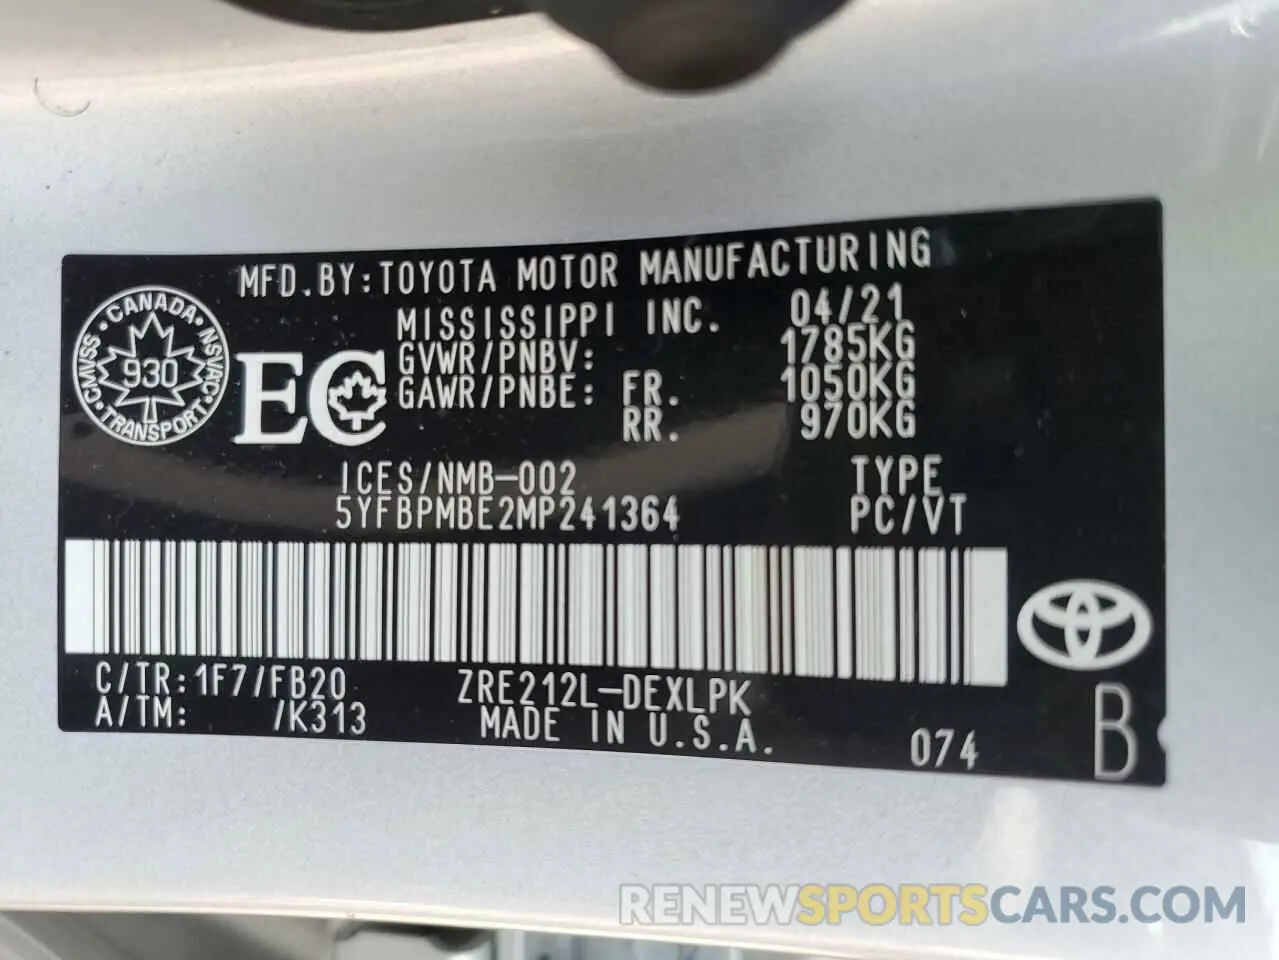 MFD.BY:TOYOTA MOTOR MANUFACTURING
MISSISSIPPI INC. 04/21
GVWR/PNBV: 1785KG
GAWR/PNBE: FR. 1050KG
RR. 970KG
CANADA
NSVAC
TRANSPORT
CMVSS
930
EC
ICES/NMB-002 TYPE
5YFBPMBE2MP241364 PC/VT
C/TR:1F7/FB20 ZRE212L-DEXLPK
A/TM: /K313 MADE IN U.S.A.
074 B
RENEWSPORTSCARS.COM